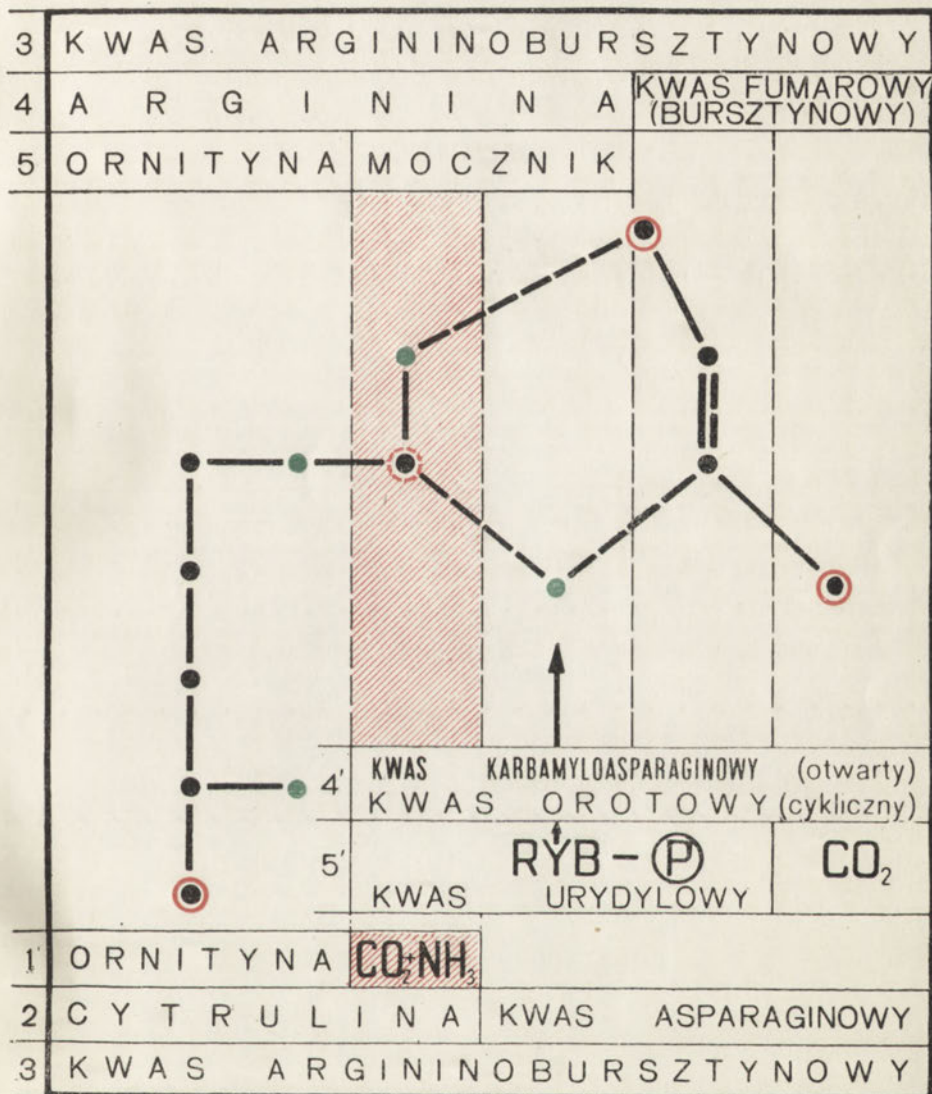 3 KWAS ARGININOBURSZTYNOWY
4 ARGININA KWAS FUMAROWY
(BURSZTYNOWY)
5 ORNITYNA MOCZNIK
4' KWAS KARBAMYLOASPARAGINOWY (otwarty)
KWAS OROTOWY (cykliczny)
5' RYB – P CO₂
KWAS URYDYLOWY
1 ORNITYNA CO₂+NH₃
2 CYTRULINA KWAS ASPARAGINOWY
3 KWAS ARGININOBURSZTYNOWY